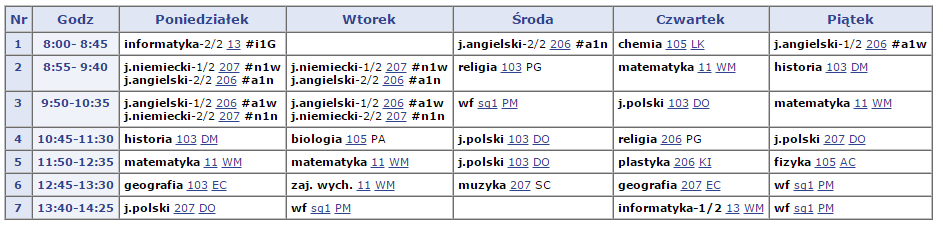 Nr Godz Poniedziałek Wtorek Środa Czwartek Piątek
1 8:00- 8:45 informatyka-2/2 13 #i1G j.angielski-2/2 206 #a1n chemia 105 LK j.angielski-1/2 206 #a1w
2 8:55- 9:40 j.niemiecki-1/2 207 #n1w j.niemiecki-1/2 207 #n1w religia 103 PG matematyka 11 WM historia 103 DM
j.angielski-2/2 206 #a1n j.angielski-2/2 206 #a1n
3 9:50-10:35 j.angielski-1/2 206 #a1w j.angielski-1/2 206 #a1w wf sg1 PM j.polski 103 DO matematyka 11 WM
j.niemiecki-2/2 207 #n1n j.niemiecki-2/2 207 #n1n
4 10:45-11:30 historia 103 DM biologia 105 PA j.polski 103 DO religia 206 PG j.polski 207 DO
5 11:50-12:35 matematyka 11 WM matematyka 11 WM j.polski 103 DO plastyka 206 KI fizyka 105 AC
6 12:45-13:30 geografia 103 EC zaj. wych. 11 WM muzyka 207 SC geografia 207 EC wf sg1 PM
7 13:40-14:25 j.polski 207 DO wf sg1 PM informatyka-1/2 13 WM wf sg1 PM